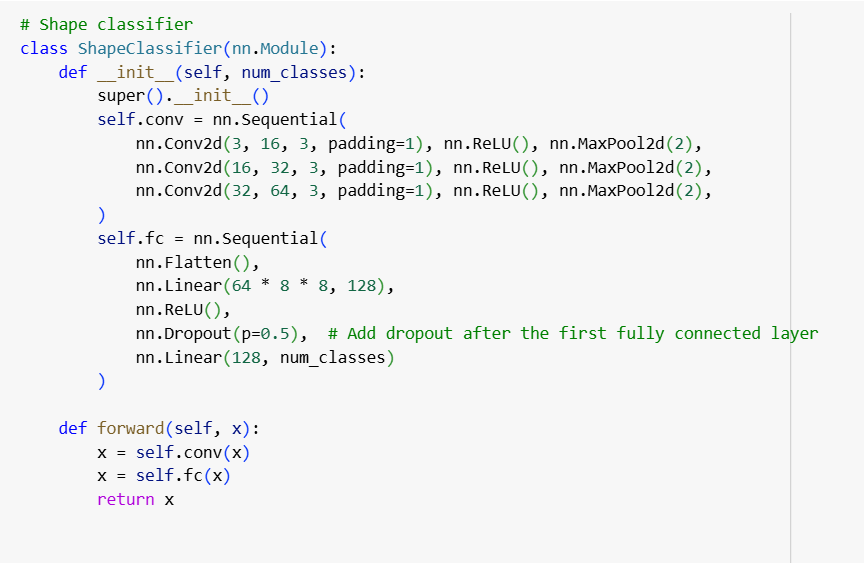 # Shape classifier
class ShapeClassifier(nn.Module):
    def __init__(self, num_classes):
        super().__init__()
        self.conv = nn.Sequential(
            nn.Conv2d(3, 16, 3, padding=1), nn.ReLU(), nn.MaxPool2d(2),
            nn.Conv2d(16, 32, 3, padding=1), nn.ReLU(), nn.MaxPool2d(2),
            nn.Conv2d(32, 64, 3, padding=1), nn.ReLU(), nn.MaxPool2d(2),
        )
        self.fc = nn.Sequential(
            nn.Flatten(),
            nn.Linear(64 * 8 * 8, 128),
            nn.ReLU(),
            nn.Dropout(p=0.5),  # Add dropout after the first fully connected layer
            nn.Linear(128, num_classes)
        )

    def forward(self, x):
        x = self.conv(x)
        x = self.fc(x)
        return x